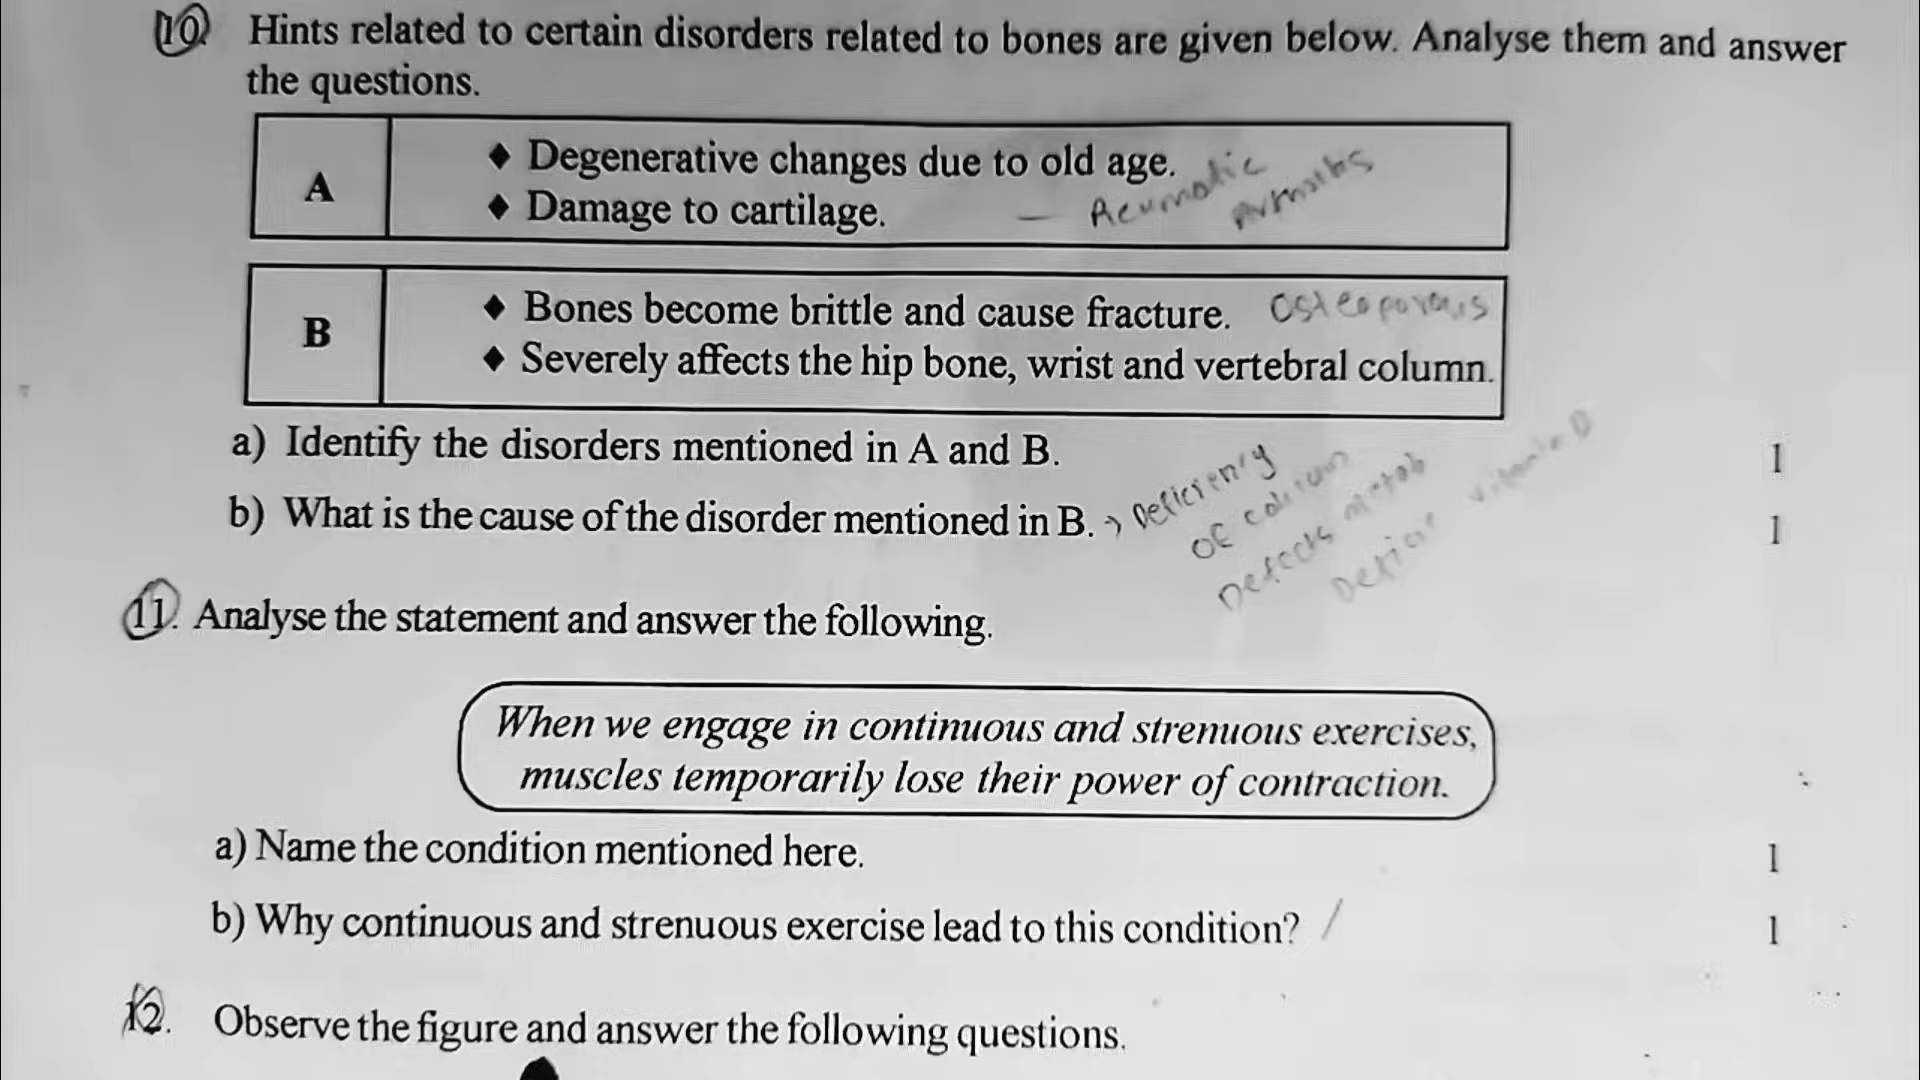 10. Hints related to certain disorders related to bones are given below. Analyse them and answer
the questions.
A
♦ Degenerative changes due to old age.
♦ Damage to cartilage. –
B
♦ Bones become brittle and cause fracture.
♦ Severely affects the hip bone, wrist and vertebral column.
a) Identify the disorders mentioned in A and B. 1
b) What is the cause of the disorder mentioned in B. → Deficiency 1
of calcium
Defects
11. Analyse the statement and answer the following.
When we engage in continuous and strenuous exercises,
muscles temporarily lose their power of contraction.
a) Name the condition mentioned here. 1
b) Why continuous and strenuous exercise lead to this condition? / 1
12. Observe the figure and answer the following questions.